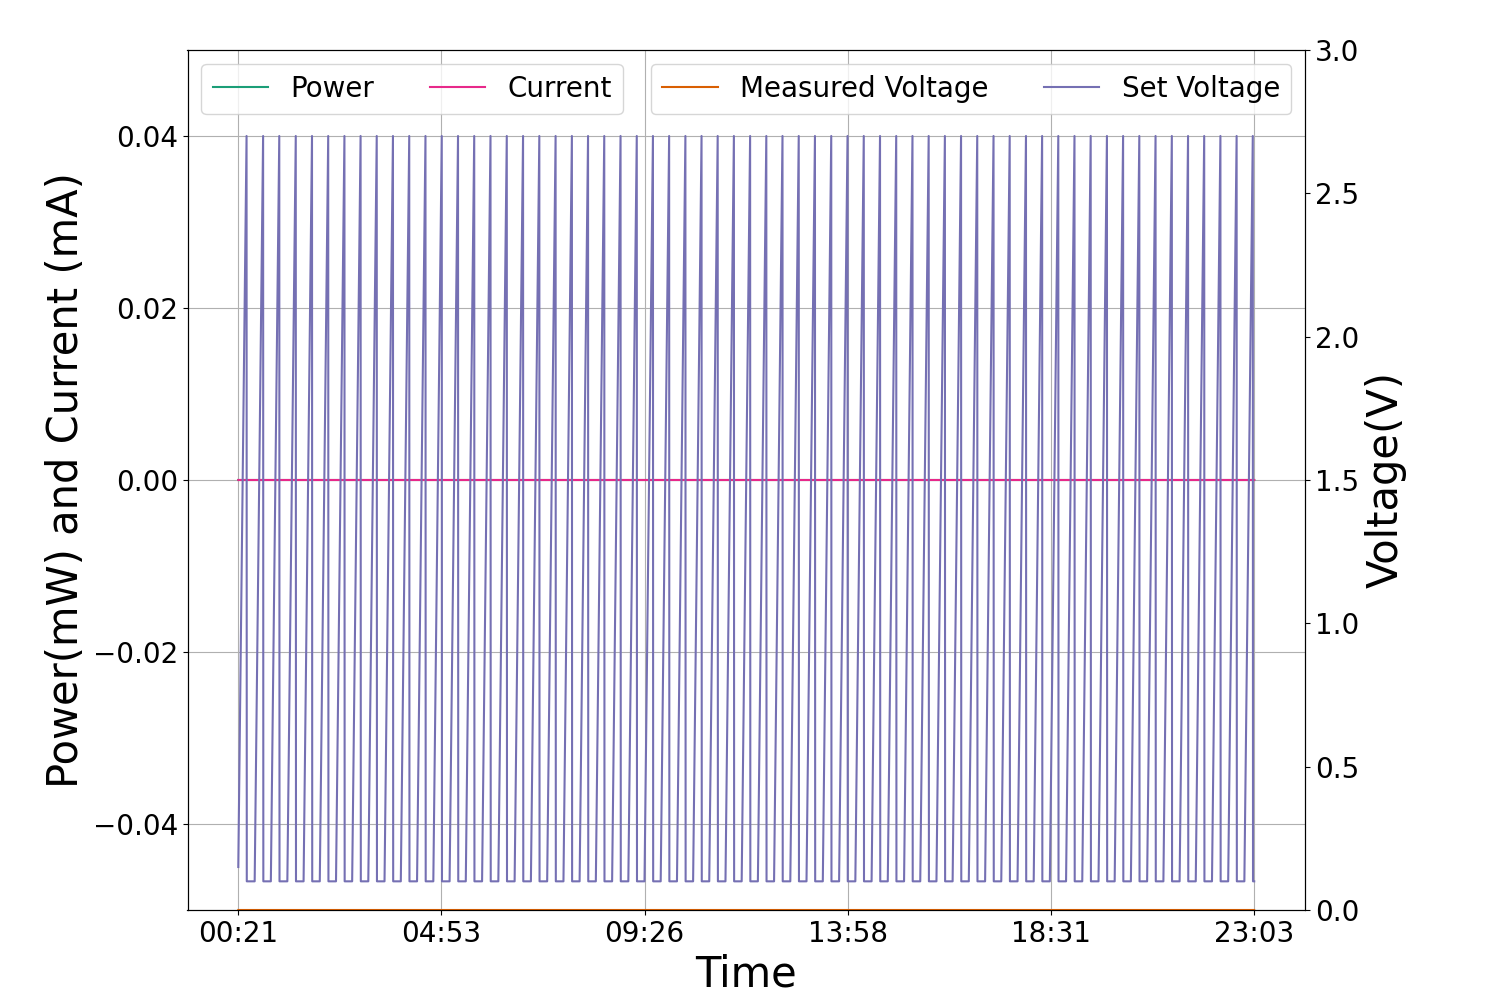 Power Current Measured Voltage Set Voltage
Power(mW) and Current (mA)
0.04
0.02
0.00
−0.02
−0.04
3.0
2.5
2.0
1.5
1.0
0.5
0.0
Voltage(V)
00:21 04:53 09:26 13:58 18:31 23:03
Time